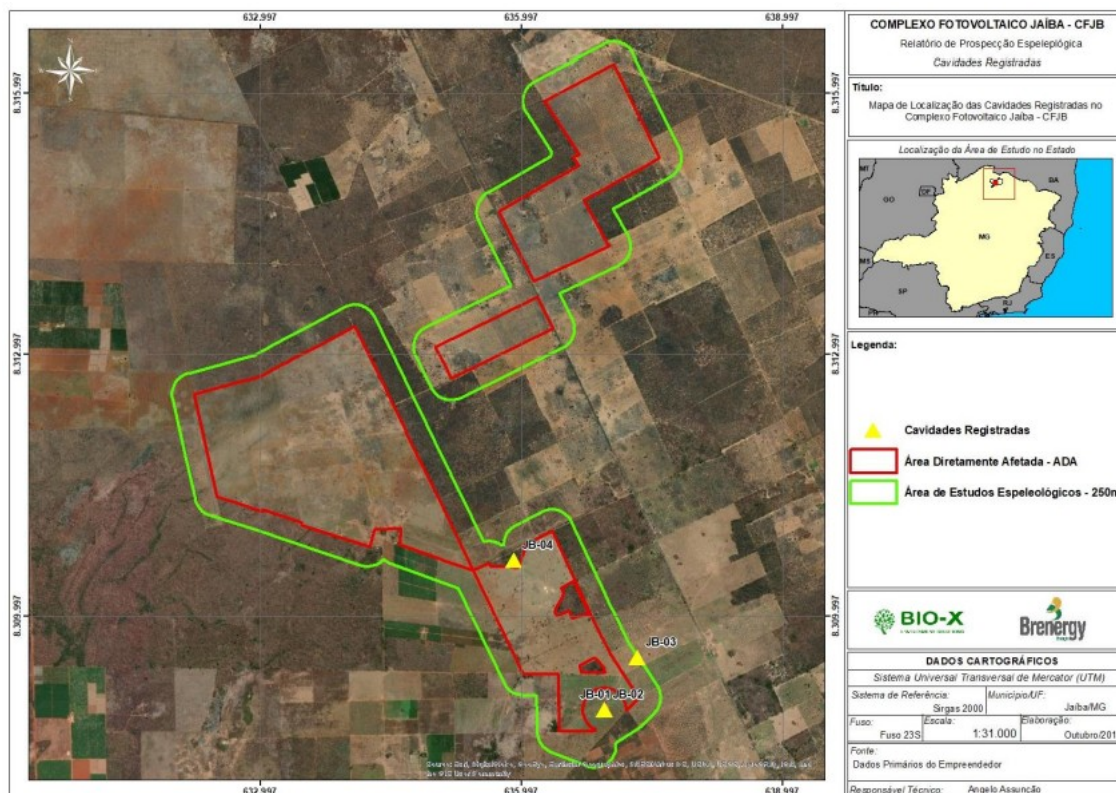 632.997 635.997 638.997
8.315.997 8.315.997
8.312.997 8.312.997
8.309.997 8.309.997
JB-04
JB-03
JB-01 JB-02
632.997 635.997 638.997
COMPLEXO FOTOVOLTAICO JAÍBA - CFJB
Relatório de Prospecção Espeleplógica
Cavidades Registradas
Título:
Mapa de Localização das Cavidades Registradas no
Complexo Fotovoltaico Jaíba - CFJB
Localização da Área de Estudo no Estado
MT
BA
GO
DF
MG
ES
MS
SP
RJ
PR
Legenda:
Cavidades Registradas
Área Diretamente Afetada - ADA
Área de Estudos Espeleológicos - 250m
BIO-X
Brenergy
DADOS CARTOGRÁFICOS
Sistema Universal Transversal de Mercator (UTM)
Sistema de Referência: Município/UF:
Sirgas 2000 Jaíba/MG
Fuso: Escala: Elaboração:
Fuso 23S 1:31.000 Outubro/201
Fonte:
Dados Primários do Empreendedor
Responsável Técnico: Angelo Assunção